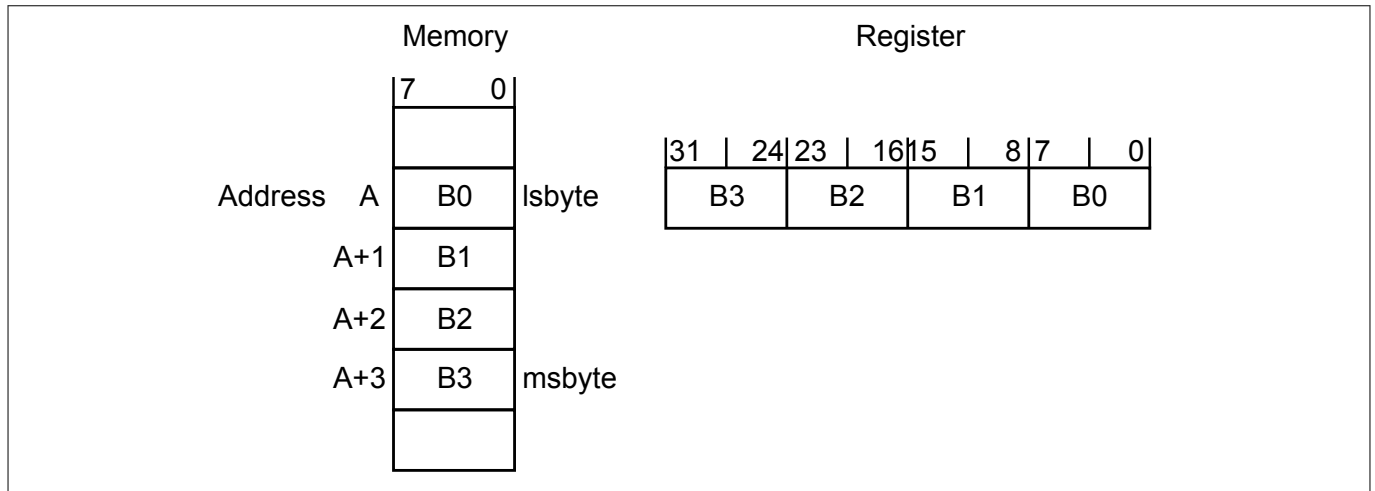 Memory Register
7 0
31 24 23 16 15 8 7 0
Address A B0 lsbyte B3 B2 B1 B0
A+1 B1
A+2 B2
A+3 B3 msbyte